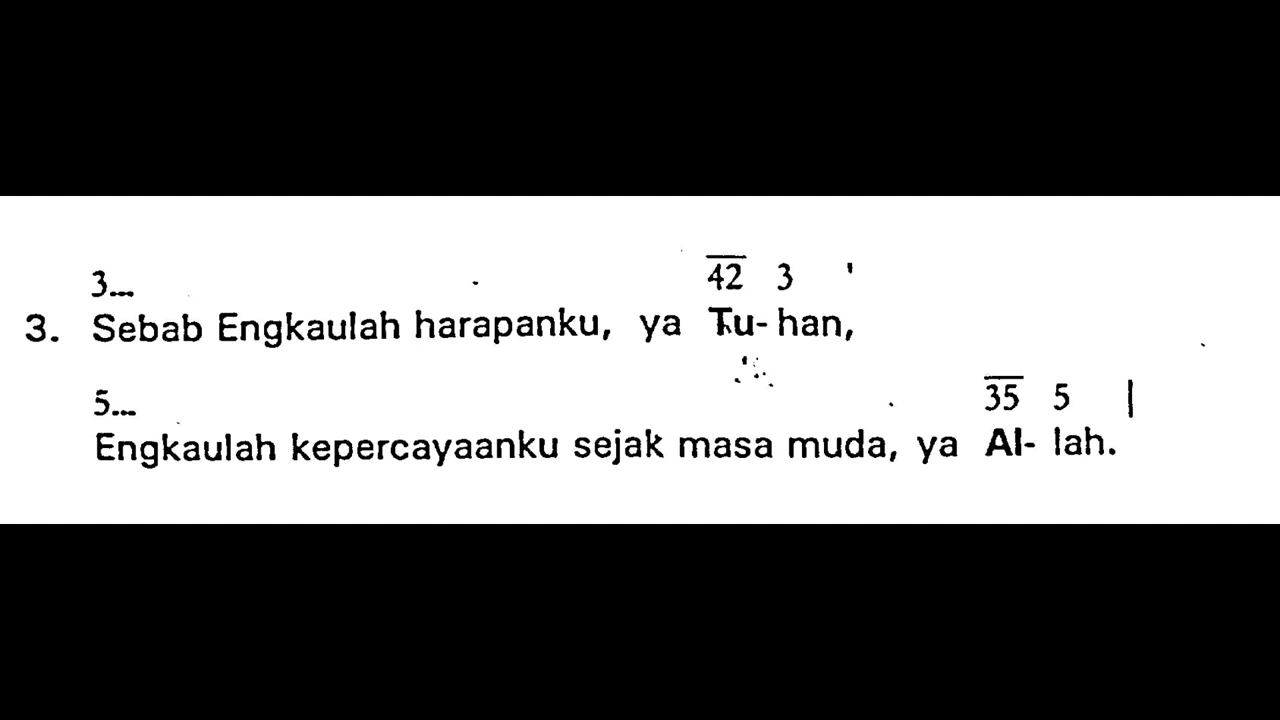 3... 42 3 '
3. Sebab Engkaulah harapanku, ya Tu- han,
5... 35 5 |
Engkaulah kepercayaanku sejak masa muda, ya Al- lah.